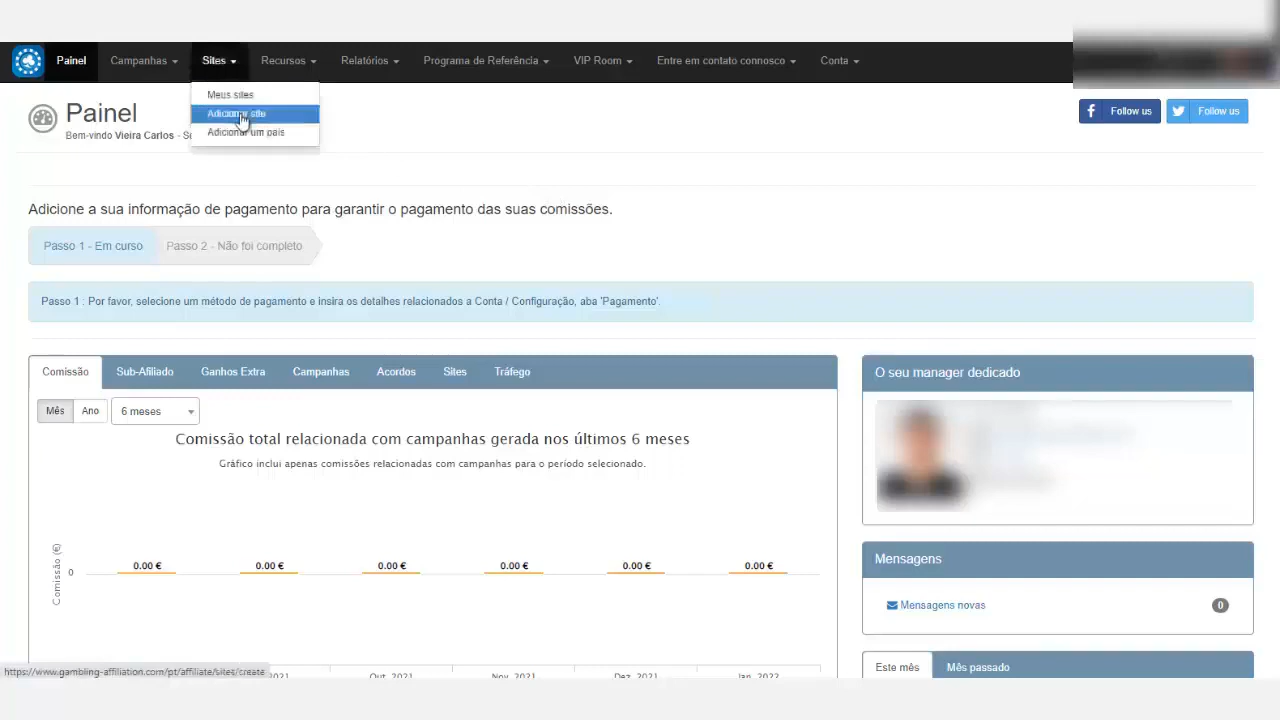 Painel Campanhas Sites Recursos Relatórios Programa de Referência VIP Room Entre em contato connosco Conta
Meus sites
Adicionar site
Adicionar um país
Painel
Bem-vindo Vieira Carlos - Se
Follow us
Follow us
Adicione a sua informação de pagamento para garantir o pagamento das suas comissões.
Passo 1 - Em curso Passo 2 - Não foi completo
Passo 1 : Por favor, selecione um método de pagamento e insira os detalhes relacionados a Conta / Configuração, aba 'Pagamento'.
Comissão Sub-Afiliado Ganhos Extra Campanhas Acordos Sites Tráfego
Mês Ano 6 meses
Comissão total relacionada com campanhas gerada nos últimos 6 meses
Gráfico inclui apenas comissões relacionadas com campanhas para o período selecionado.
Comissão (€)
0
0.00 € 0.00 € 0.00 € 0.00 € 0.00 € 0.00 €
2021 Out. 2021 Nov. 2021 Dez. 2021 Jan. 2022
O seu manager dedicado
Mensagens
Mensagens novas 0
Este mês Mês passado
https://www.gambling-affiliation.com/pt/affiliate/sites/create